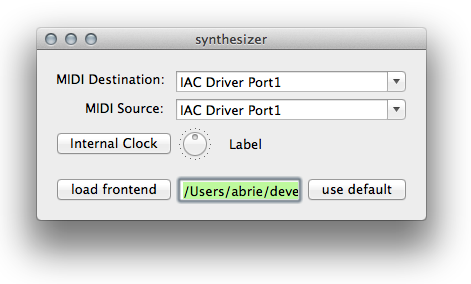 synthesizer
MIDI Destination: IAC Driver Port1
MIDI Source: IAC Driver Port1
Internal Clock Label
load frontend /Users/abrie/deve use default